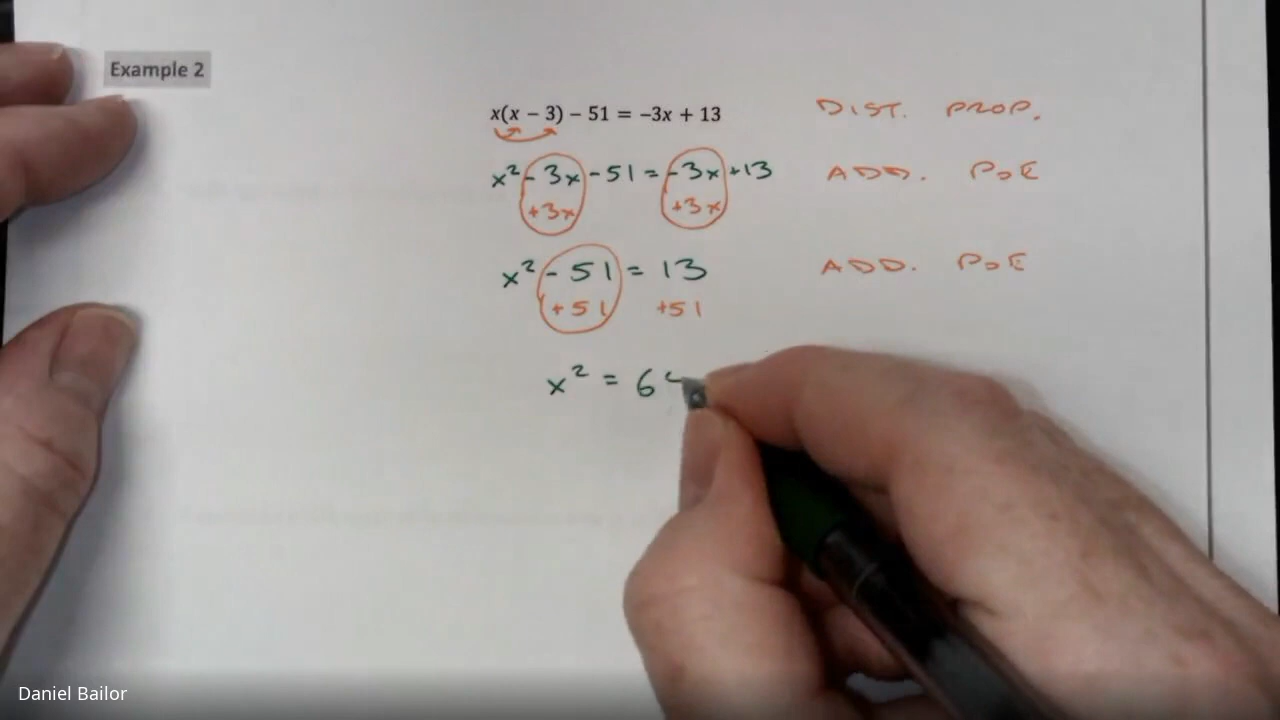 Example 2
x(x − 3) − 51 = −3x + 13 DIST. PROP.
x² - 3x - 51 = -3x + 13 ADD. PoE
+3x +3x
x² - 51 = 13 ADD. PoE
+51 +51
x² = 6
Daniel Bailor